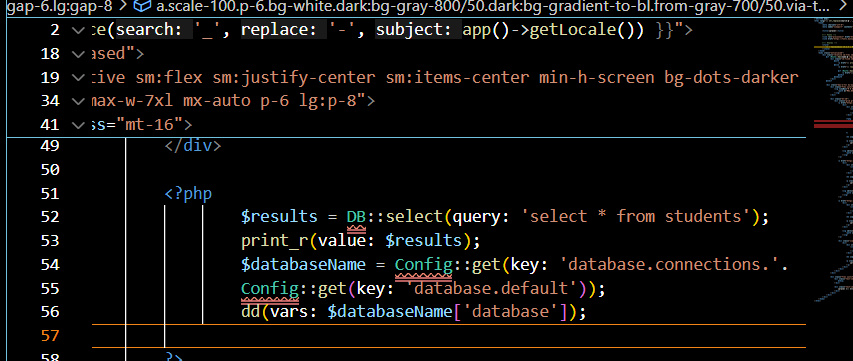 gap-6.lg:gap-8 > a.scale-100.p-6.bg-white.dark:bg-gray-800/50.dark:bg-gradient-to-bl.from-gray-700/50.via-t...
2 ce(search: '_', replace: '-', subject: app()->getLocale()) }}">
18 ased">
19 tive sm:flex sm:justify-center sm:items-center min-h-screen bg-dots-darker
34 max-w-7xl mx-auto p-6 lg:p-8">
41 ss="mt-16">
49 </div>
50
51 <?php
52 $results = DB::select(query: 'select * from students');
53 print_r(value: $results);
54 $databaseName = Config::get(key: 'database.connections.'.
55 Config::get(key: 'database.default'));
56 dd(vars: $databaseName['database']);
57
58 ?>